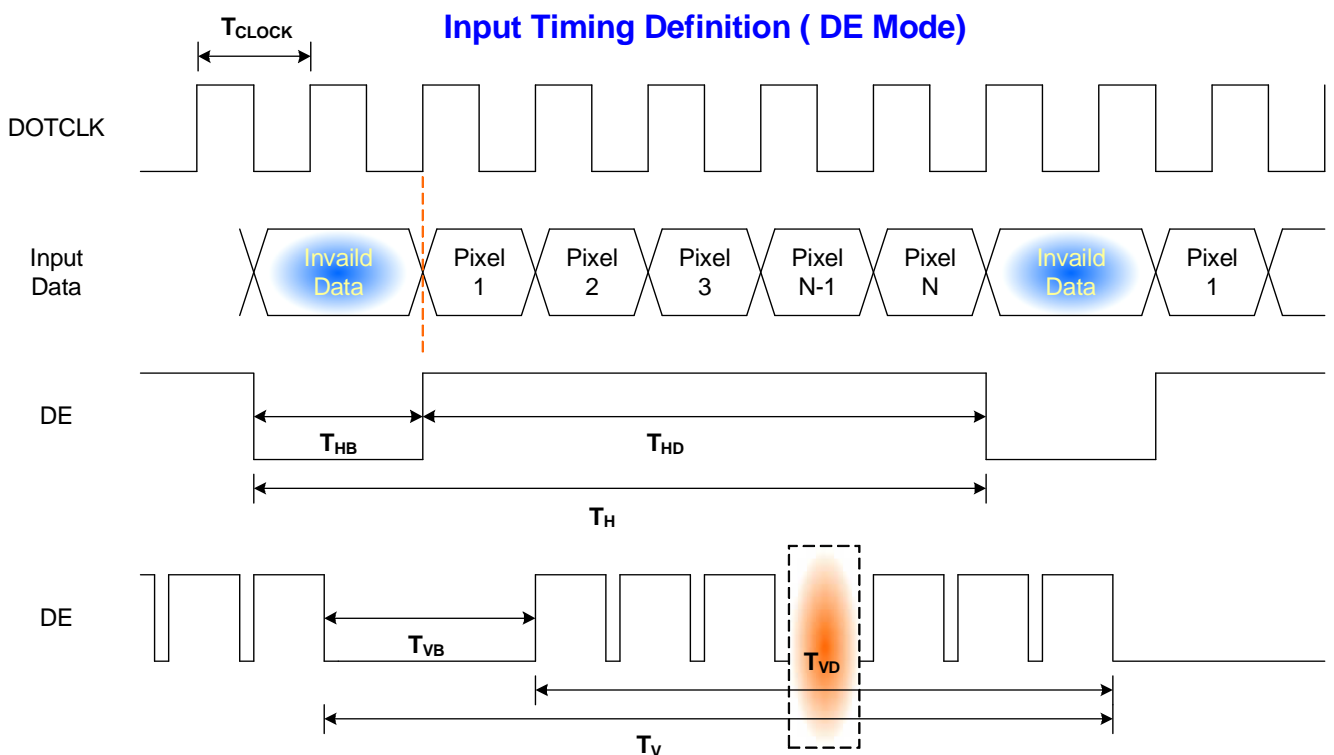 Input Timing Definition ( DE Mode)
TCLOCK
DOTCLK
Input
Data
Invaild
Data
Pixel
1
Pixel
2
Pixel
3
Pixel
N-1
Pixel
N
Invaild
Data
Pixel
1
DE
THB
THD
TH
DE
TVB
TVD
TV